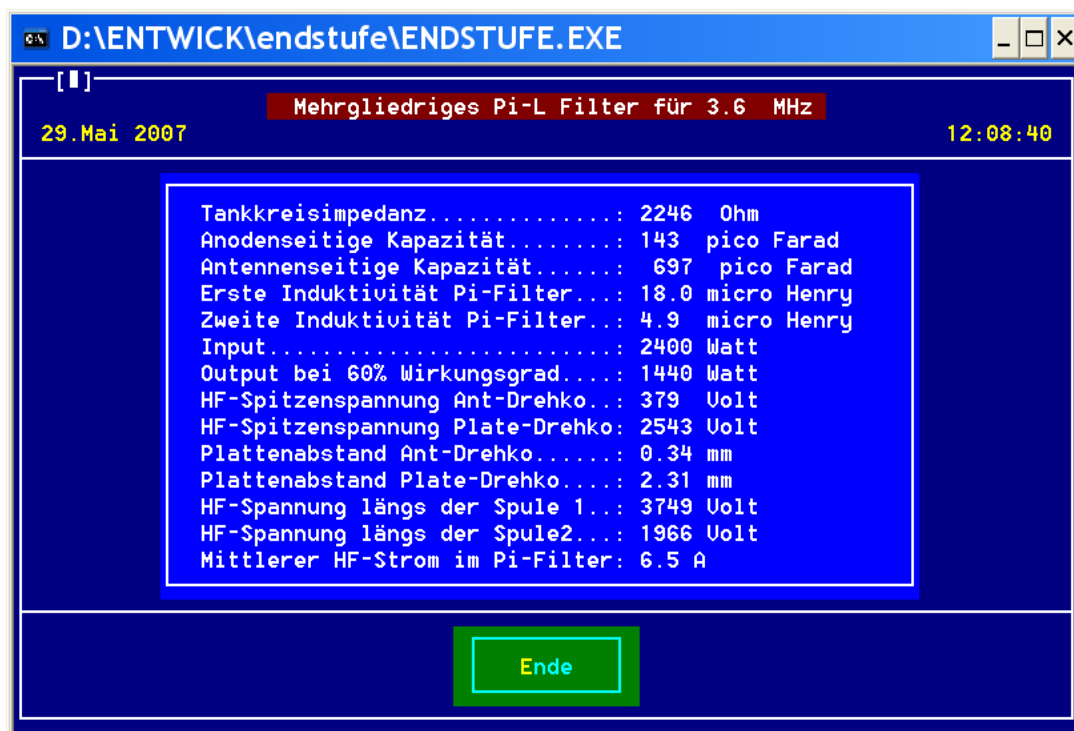 D:\ENTWICK\endstufe\ENDSTUFE.EXE
Mehrgliedriges Pi-L Filter für 3.6 MHz
29.Mai 2007 12:08:40
Tankkreisimpedanz..............: 2246 Ohm
Anodenseitige Kapazität........: 143 pico Farad
Antennenseitige Kapazität......: 697 pico Farad
Erste Induktivität Pi-Filter...: 18.0 micro Henry
Zweite Induktivität Pi-Filter..: 4.9 micro Henry
Input..........................: 2400 Watt
Output bei 60% Wirkungsgrad....: 1440 Watt
HF-Spitzenspannung Ant-Drehko..: 379 Volt
HF-Spitzenspannung Plate-Drehko: 2543 Volt
Plattenabstand Ant-Drehko......: 0.34 mm
Plattenabstand Plate-Drehko....: 2.31 mm
HF-Spannung längs der Spule 1..: 3749 Volt
HF-Spannung längs der Spule2...: 1966 Volt
Mittlerer HF-Strom im Pi-Filter: 6.5 A
Ende